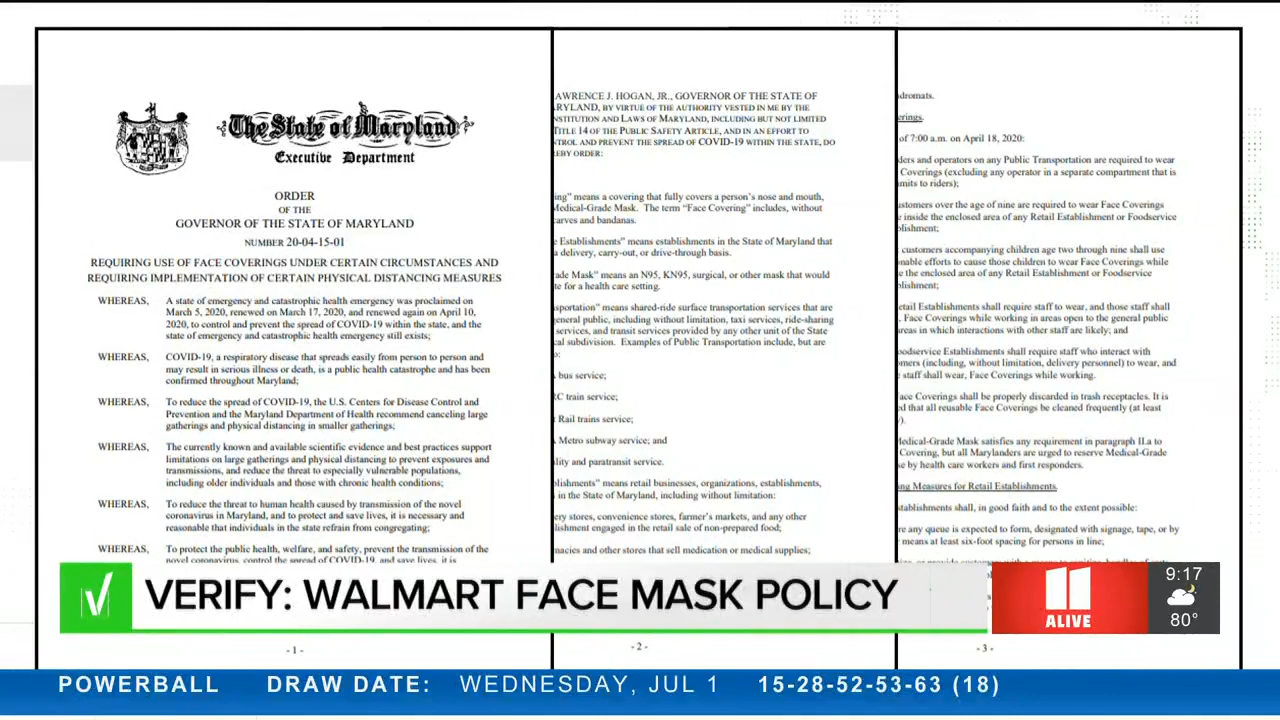 The State of Maryland
Executive Department
ORDER
OF THE
GOVERNOR OF THE STATE OF MARYLAND
NUMBER 20-04-15-01
REQUIRING USE OF FACE COVERINGS UNDER CERTAIN CIRCUMSTANCES AND
REQUIRING IMPLEMENTATION OF CERTAIN PHYSICAL DISTANCING MEASURES
WHEREAS, A state of emergency and catastrophic health emergency was proclaimed on
March 5, 2020, renewed on March 17, 2020, and renewed again on April 10,
2020, to control and prevent the spread of COVID-19 within the state, and the
state of emergency and catastrophic health emergency still exists;
WHEREAS, COVID-19, a respiratory disease that spreads easily from person to person and
may result in serious illness or death, is a public health catastrophe and has been
confirmed throughout Maryland;
WHEREAS, To reduce the spread of COVID-19, the U.S. Centers for Disease Control and
Prevention and the Maryland Department of Health recommend canceling large
gatherings and physical distancing in smaller gatherings;
WHEREAS, The currently known and available scientific evidence and best practices support
limitations on large gatherings and physical distancing to prevent exposures and
transmissions, and reduce the threat to especially vulnerable populations,
including older individuals and those with chronic health conditions;
WHEREAS, To reduce the threat to human health caused by transmission of the novel
coronavirus in Maryland, and to protect and save lives, it is necessary and
reasonable that individuals in the state refrain from congregating;
WHEREAS, To protect the public health, welfare, and safety, prevent the transmission of the
novel coronavirus, control the spread of COVID-19, and save lives, it is
- 1 -
AWRENCE J. HOGAN, JR., GOVERNOR OF THE STATE OF
RYLAND, BY VIRTUE OF THE AUTHORITY VESTED IN ME BY THE
NSTITUTION AND LAWS OF MARYLAND, INCLUDING BUT NOT LIMITED
TITLE 14 OF THE PUBLIC SAFETY ARTICLE, AND IN AN EFFORT TO
NTROL AND PREVENT THE SPREAD OF COVID-19 WITHIN THE STATE, DO
EBY ORDER:
ing" means a covering that fully covers a person's nose and mouth,
Medical-Grade Mask. The term "Face Covering" includes, without
carves and bandanas.
e Establishments" means establishments in the State of Maryland that
a delivery, carry-out, or drive-through basis.
ade Mask" means an N95, KN95, surgical, or other mask that would
te for a health care setting.
sportation" means shared-ride surface transportation services that are
general public, including without limitation, taxi services, ride-sharing
services, and transit services provided by any other unit of the State
cal subdivision. Examples of Public Transportation include, but are
o:
bus service;
C train service;
Rail trains service;
Metro subway service; and
ility and paratransit service.
blishments" means retail businesses, organizations, establishments,
in the State of Maryland, including without limitation:
ery stores, convenience stores, farmer's markets, and any other
lishment engaged in the retail sale of non-prepared food;
macies and other stores that sell medication or medical supplies;
- 2 -
ndromats.
erings.
of 7:00 a.m. on April 18, 2020:
ders and operators on any Public Transportation are required to wear
Coverings (excluding any operator in a separate compartment that is
mits to riders);
ustomers over the age of nine are required to wear Face Coverings
inside the enclosed area of any Retail Establishment or Foodservice
blishment;
customers accompanying children age two through nine shall use
nable efforts to cause those children to wear Face Coverings while
e the enclosed area of any Retail Establishment or Foodservice
lishment;
etail Establishments shall require staff to wear, and those staff shall
Face Coverings while working in areas open to the general public
areas in which interactions with other staff are likely; and
oodservice Establishments shall require staff who interact with
omers (including, without limitation, delivery personnel) to wear, and
staff shall wear, Face Coverings while working.
ace Coverings shall be properly discarded in trash receptacles. It is
d that all reusable Face Coverings be cleaned frequently (at least
y).
Medical-Grade Mask satisfies any requirement in paragraph II.a to
Covering, but all Marylanders are urged to reserve Medical-Grade
se by health care workers and first responders.
ng Measures for Retail Establishments.
stablishments shall, in good faith and to the extent possible:
re any queue is expected to form, designated with signage, tape, or by
means at least six-foot spacing for persons in line;
- 3 -
VERIFY: WALMART FACE MASK POLICY
11
ALIVE
9:17
80°
POWERBALL DRAW DATE: WEDNESDAY, JUL 1 15-28-52-53-63 (18)